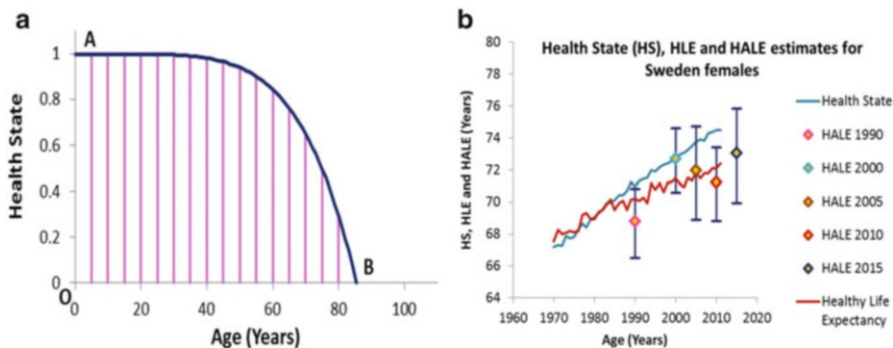 a
A
B
O
Health State
1
0.8
0.6
0.4
0.2
0
0 20 40 60 80 100
Age (Years)
b
Health State (HS), HLE and HALE estimates for
Sweden females
HS, HLE and HALE (Years)
80
78
76
74
72
70
68
66
64
1960 1970 1980 1990 2000 2010 2020
Age (Years)
Health State
HALE 1990
HALE 2000
HALE 2005
HALE 2010
HALE 2015
Healthy Life
Expectancy